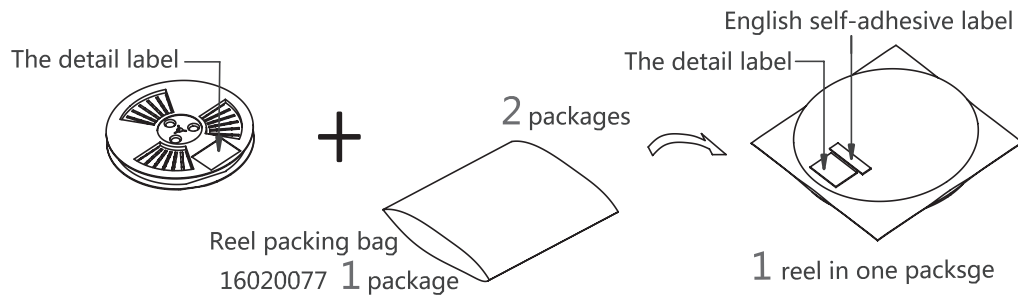 English self-adhesive label
The detail label
The detail label
2 packages
Reel packing bag
16020077 1 package
1 reel in one packsge